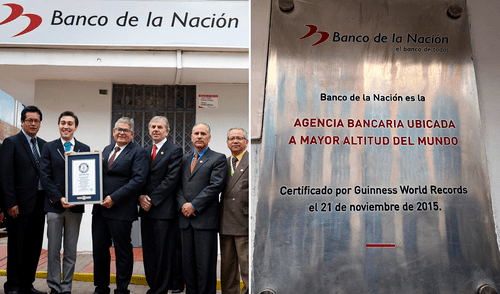 Banco de la Nación
Banco de la Nación
el banco de todos
Banco de la Nación es la
AGENCIA BANCARIA UBICADA
A MAYOR ALTITUD DEL MUNDO
Certificado por Guinness World Records
el 21 de noviembre de 2015.